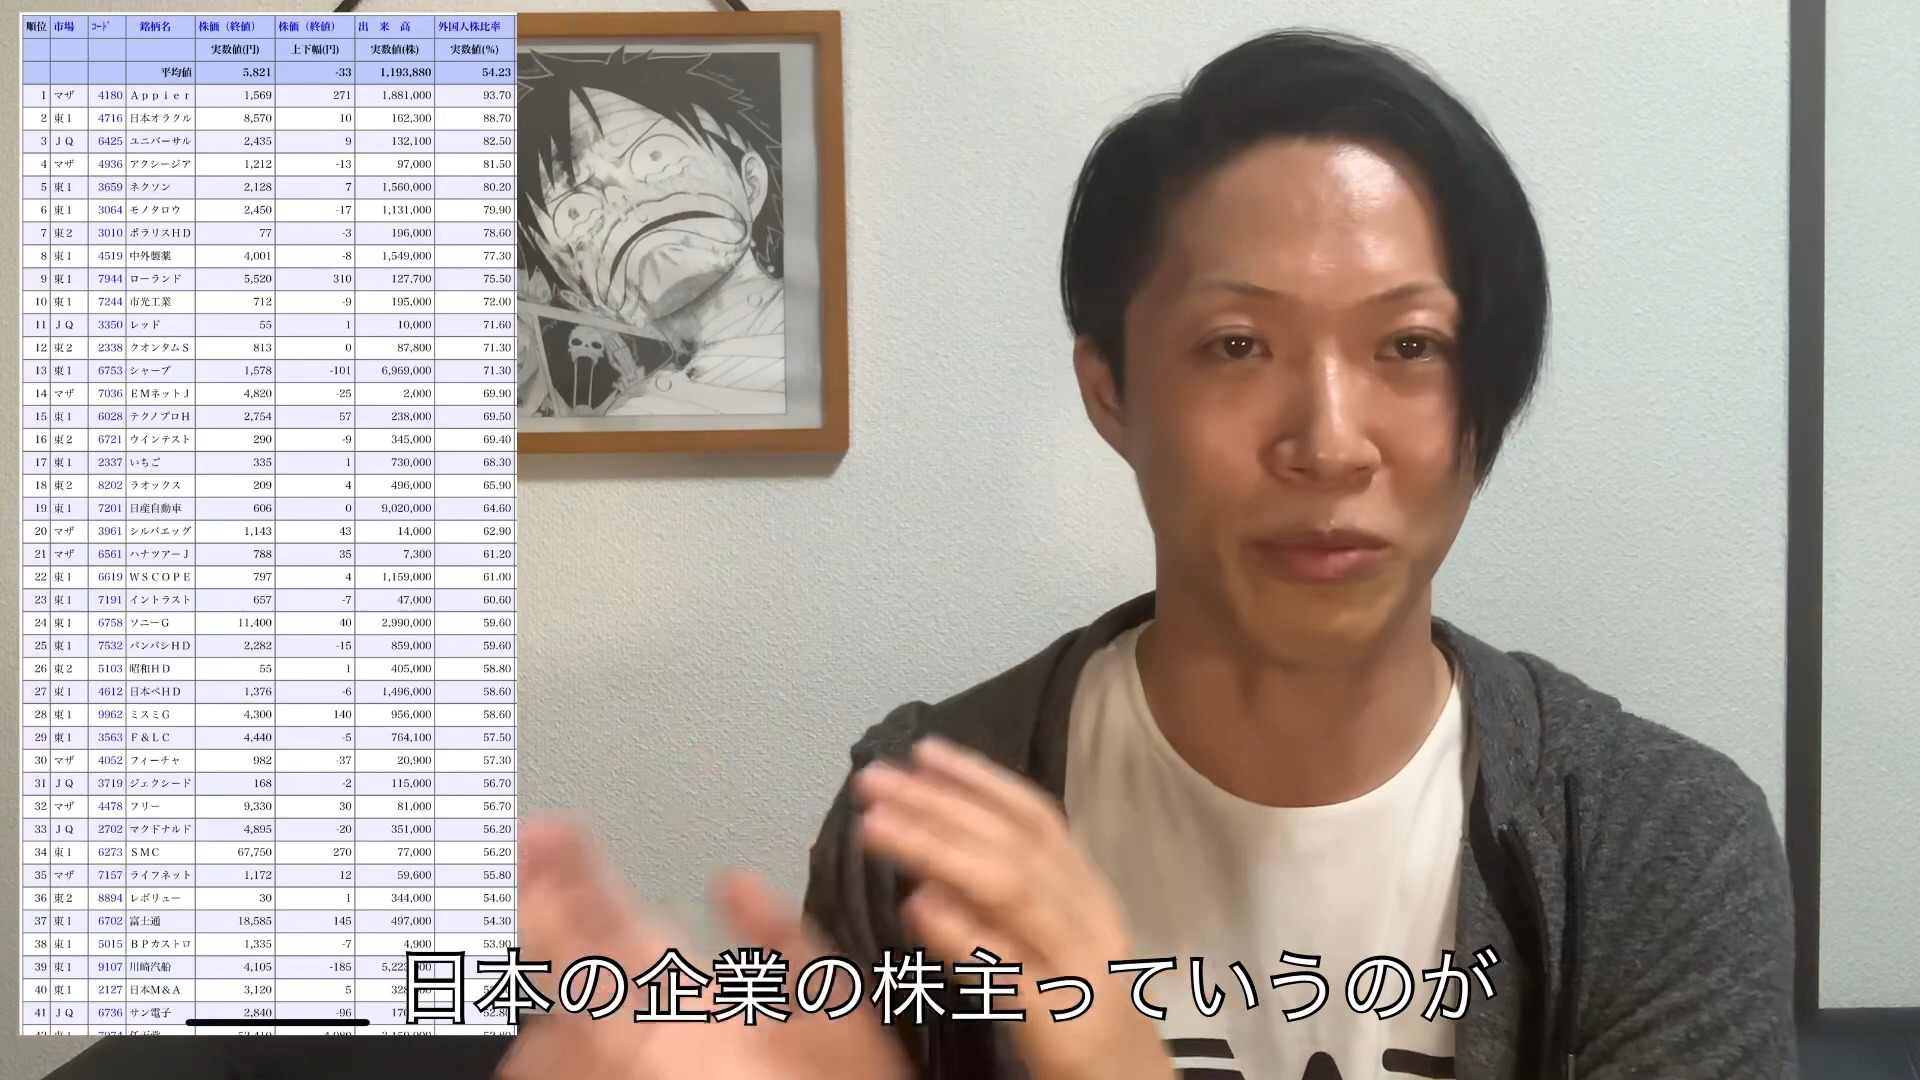 順位 市場 ｺｰﾄﾞ 銘柄名 株価（終値） 株価（終値） 出　来　高 外国人株比率
実数値(円) 上下幅(円) 実数値(株) 実数値(%)
平均値 5,821 -33 1,193,880 54.23
1 マザ 4180 Ａｐｐｉｅｒ 1,569 271 1,881,000 93.70
2 東１ 4716 日本オラクル 8,570 10 162,300 88.70
3 ＪＱ 6425 ユニバーサル 2,435 9 132,100 82.50
4 マザ 4936 アクシージア 1,212 -13 97,000 81.50
5 東１ 3659 ネクソン 2,128 7 1,560,000 80.20
6 東１ 3064 モノタロウ 2,450 -17 1,131,000 79.90
7 東２ 3010 ポラリスＨＤ 77 -3 196,000 78.60
8 東１ 4519 中外製薬 4,001 -8 1,549,000 77.30
9 東１ 7944 ローランド 5,520 310 127,700 75.50
10 東１ 7244 市光工業 712 -9 195,000 72.00
11 ＪＱ 3350 レッド 55 1 10,000 71.60
12 東２ 2338 クオンタムＳ 813 0 87,800 71.30
13 東１ 6753 シャープ 1,578 -101 6,969,000 71.30
14 マザ 7036 ＥＭネットＪ 4,820 -25 2,000 69.90
15 東１ 6028 テクノプロＨ 2,754 57 238,000 69.50
16 東２ 6721 ウインテスト 290 -9 345,000 69.40
17 東１ 2337 いちご 335 1 730,000 68.30
18 東２ 8202 ラオックス 209 4 496,000 65.90
19 東１ 7201 日産自動車 606 0 9,020,000 64.60
20 マザ 3961 シルバエッグ 1,143 43 14,000 62.90
21 マザ 6561 ハナツアーＪ 788 35 7,300 61.20
22 東１ 6619 ＷＳＣＯＰＥ 797 4 1,159,000 61.00
23 東１ 7191 イントラスト 657 -7 47,000 60.60
24 東１ 6758 ソニーＧ 11,400 40 2,990,000 59.60
25 東１ 7532 パンパシＨＤ 2,282 -15 859,000 59.60
26 東２ 5103 昭和ＨＤ 55 1 405,000 58.80
27 東１ 4612 日本ペＨＤ 1,376 -6 1,496,000 58.60
28 東１ 9962 ミスミＧ 4,300 140 956,000 58.60
29 東１ 3563 Ｆ＆ＬＣ 4,440 -5 764,100 57.50
30 マザ 4052 フィーチャ 982 -37 20,900 57.30
31 ＪＱ 3719 ジェクシード 168 -2 115,000 56.70
32 マザ 4478 フリー 9,330 30 81,000 56.70
33 ＪＱ 2702 マクドナルド 4,895 -20 351,000 56.20
34 東１ 6273 ＳＭＣ 67,750 270 77,000 56.20
35 マザ 7157 ライフネット 1,172 12 59,600 55.80
36 東２ 8894 レボリュー 30 1 344,000 54.60
37 東１ 6702 富士通 18,585 145 497,000 54.30
38 東１ 5015 ＢＰカストロ 1,335 -7 4,900 53.90
39 東１ 9107 川崎汽船 4,105 -185
40 東１ 2127 日本Ｍ＆Ａ 3,120 5
41 ＪＱ 6736 サン電子 2,840 -96
日本の企業の株主っていうのが